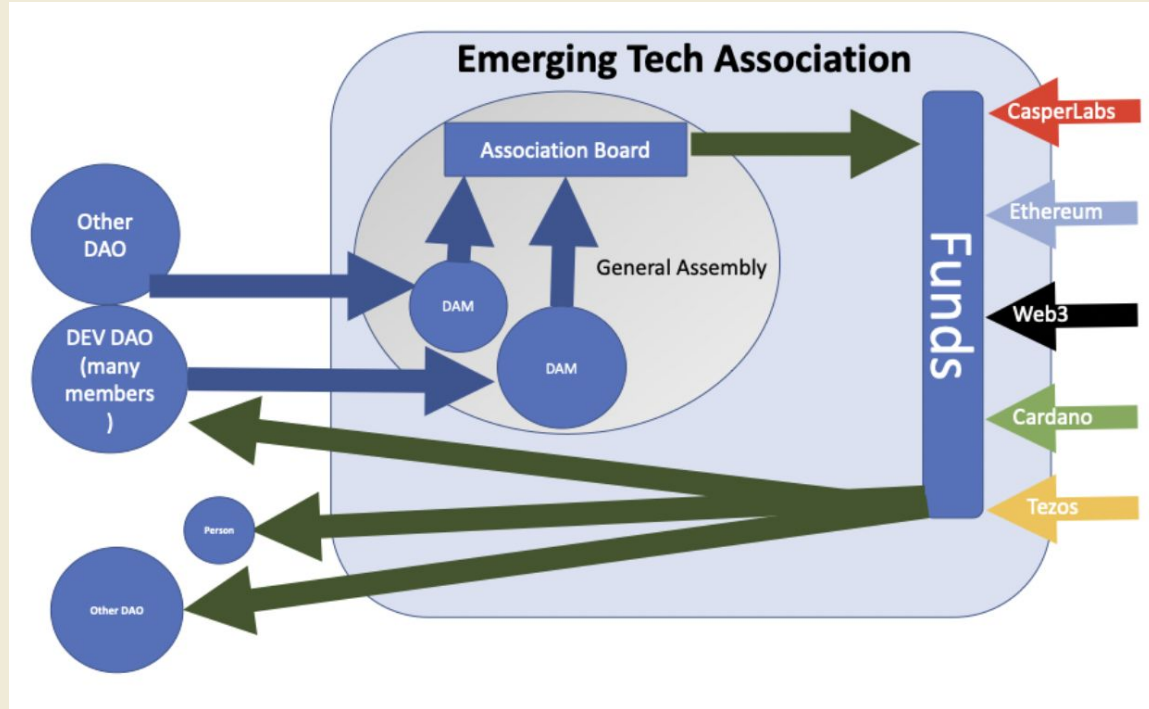 Emerging Tech Association
Association Board
General Assembly
DAM
DAM
Other
DAO
DEV DAO
(many
members
)
Person
Other DAO
Funds
CasperLabs
Ethereum
Web3
Cardano
Tezos